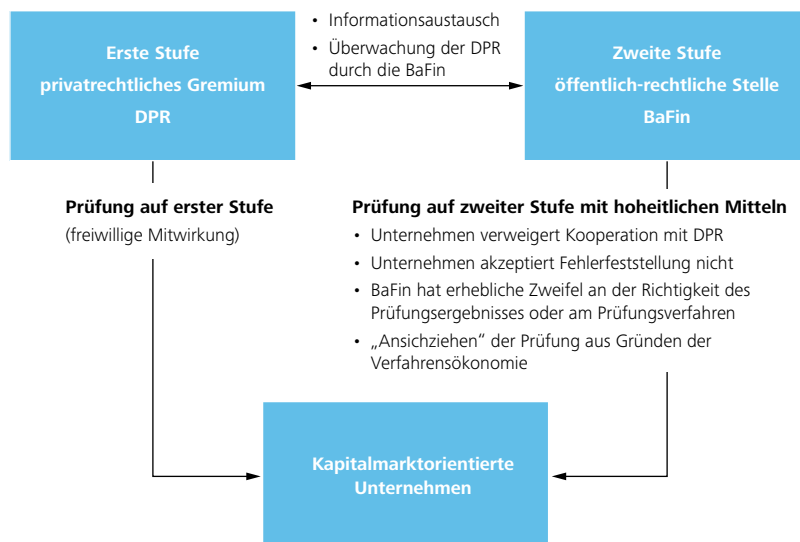 Erste Stufe
privatrechtliches Gremium
DPR
• Informationsaustausch
• Überwachung der DPR
durch die BaFin
Zweite Stufe
öffentlich-rechtliche Stelle
BaFin
Prüfung auf erster Stufe
(freiwillige Mitwirkung)
Prüfung auf zweiter Stufe mit hoheitlichen Mitteln
• Unternehmen verweigert Kooperation mit DPR
• Unternehmen akzeptiert Fehlerfeststellung nicht
• BaFin hat erhebliche Zweifel an der Richtigkeit des
Prüfungsergebnisses oder am Prüfungsverfahren
• „Ansichziehen“ der Prüfung aus Gründen der
Verfahrensökonomie
Kapitalmarktorientierte
Unternehmen